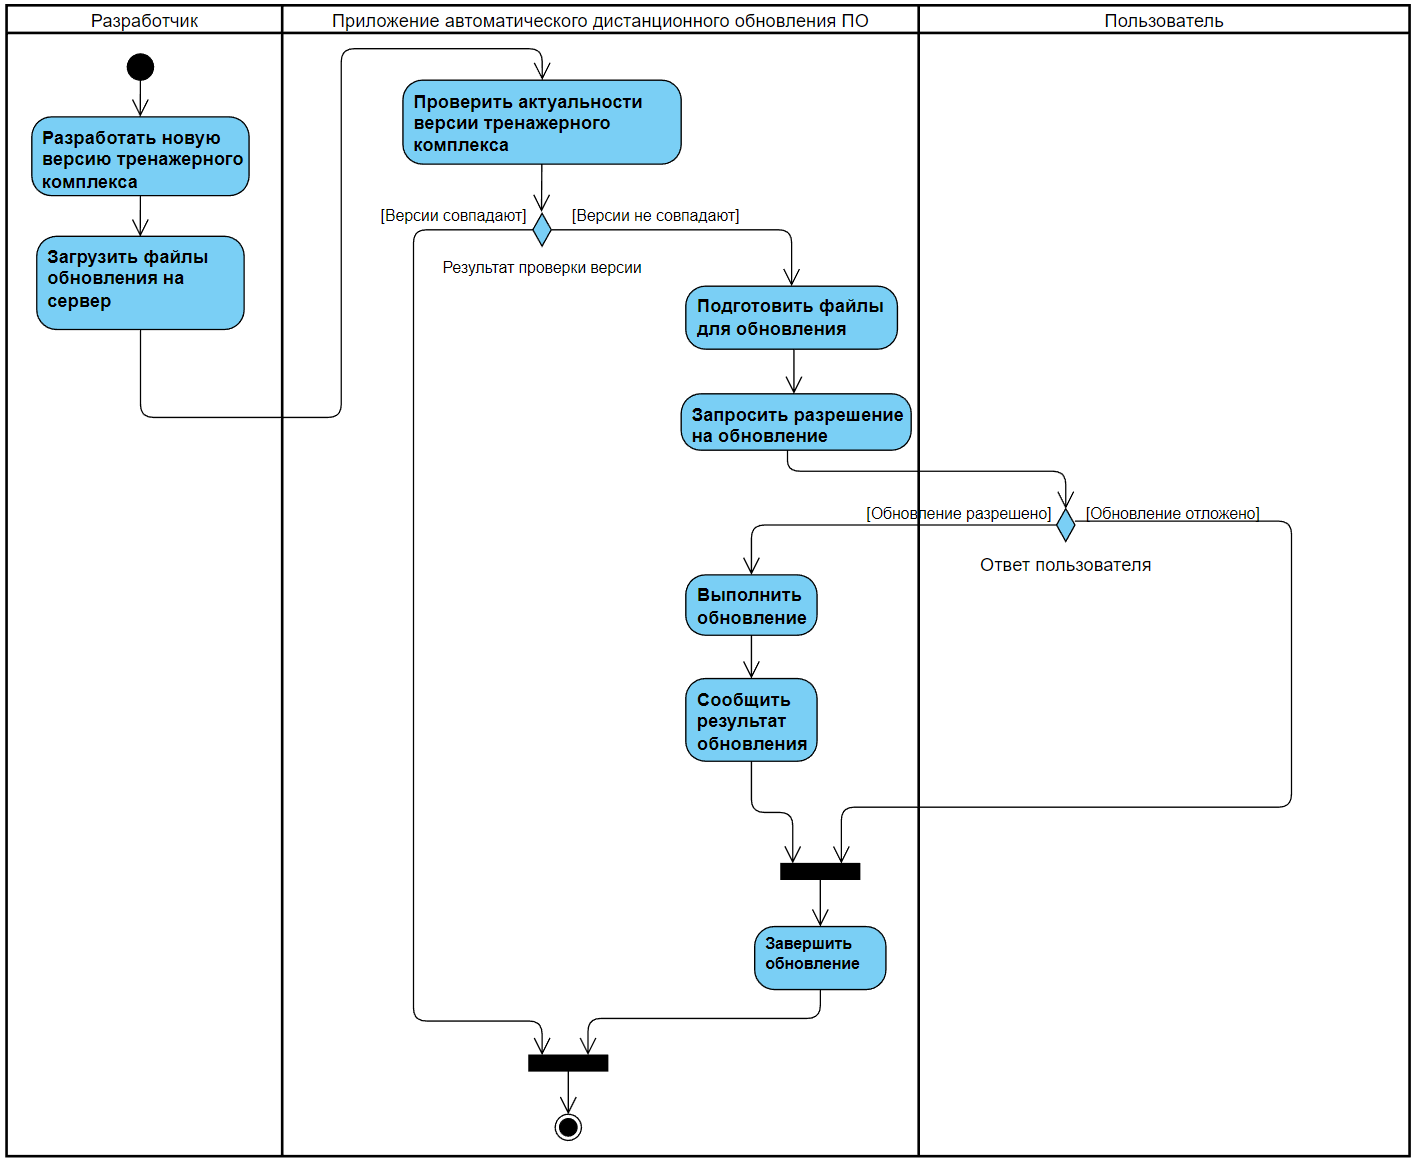 Разработчик
Приложение автоматического дистанционного обновления ПО
Пользователь
Разработать новую
версию тренажерного
комплекса
Загрузить файлы
обновления на
сервер
Проверить актуальности
версии тренажерного
комплекса
[Версии совпадают]
[Версии не совпадают]
Результат проверки версии
Подготовить файлы
для обновления
Запросить разрешение
на обновление
[Обновление разрешено]
[Обновление отложено]
Ответ пользователя
Выполнить
обновление
Сообщить
результат
обновления
Завершить
обновление